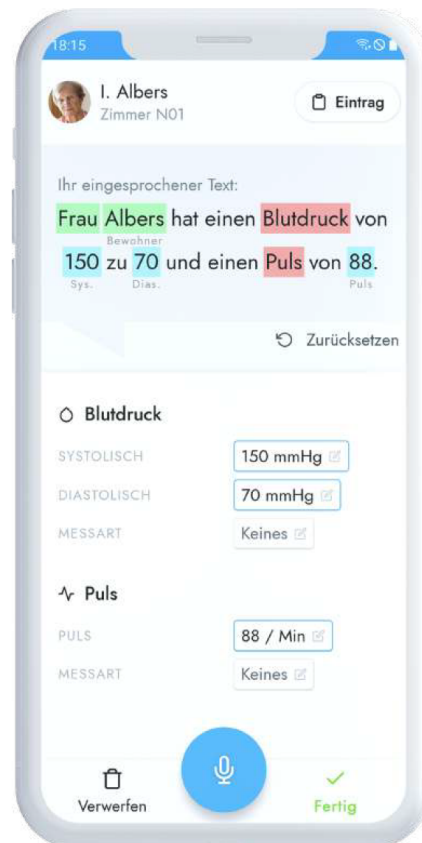 18:15
I. Albers
Zimmer N01
Eintrag
Ihr eingesprochener Text:
Frau Albers hat einen Blutdruck von
Bewohner
150 zu 70 und einen Puls von 88.
Sys. Dias. Puls
Zurücksetzen
Blutdruck
SYSTOLISCH 150 mmHg
DIASTOLISCH 70 mmHg
MESSART Keines
Puls
PULS 88 / Min
MESSART Keines
Verwerfen Fertig